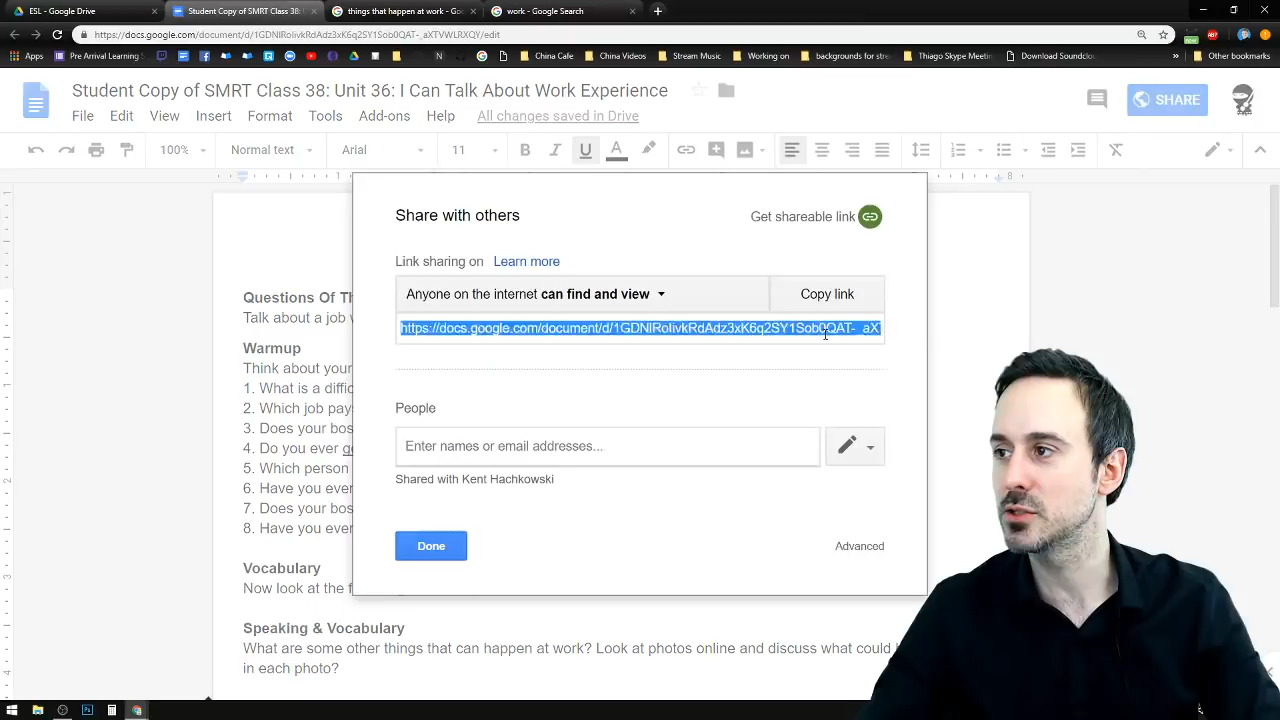 ESL - Google Drive
Student Copy of SMRT Class 38:
things that happen at work - Goo
work - Google Search
https://docs.google.com/document/d/1GDNlRolivkRdAdz3xK6q2SY1Sob0QAT-_aXTVWLRXQY/edit
Apps
Pre Arrival Learning
China Cafe
China Videos
Stream Music
Working on
backgrounds for stre
Thiago Skype Meetin
Download Soundclou
Other bookmarks
Student Copy of SMRT Class 38: Unit 36: I Can Talk About Work Experience
SHARE
File Edit View Insert Format Tools Add-ons Help All changes saved in Drive
100% Normal text Arial 11 B I U A
Share with others
Get shareable link
Link sharing on Learn more
Anyone on the internet can find and view
Copy link
https://docs.google.com/document/d/1GDNlRolivkRdAdz3xK6q2SY1Sob0QAT-_aX
People
Enter names or email addresses...
Shared with Kent Hachkowski
Done
Advanced
Questions Of Th
Talk about a job
Warmup
Think about your
1. What is a diffic
2. Which job pay
3. Does your bos
4. Do you ever ge
5. Which person
6. Have you ever
7. Does your bos
8. Have you ever
Vocabulary
Now look at the f
Speaking & Vocabulary
What are some other things that can happen at work? Look at photos online and discuss what could
in each photo?